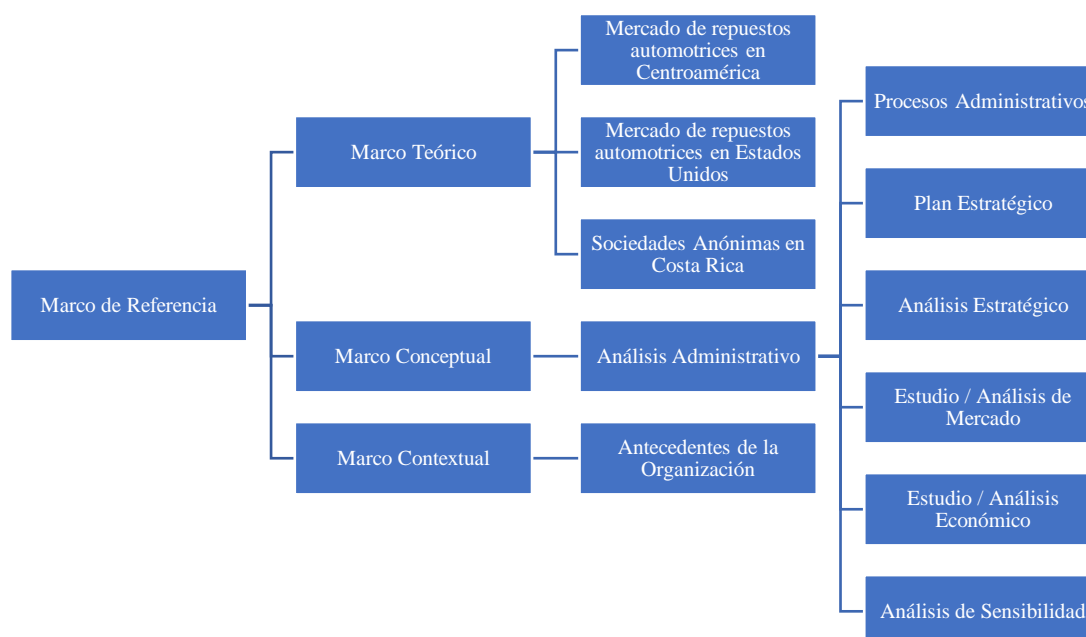 Marco de Referencia
Marco Teórico
Mercado de repuestos
automotrices en
Centroamérica
Mercado de repuestos
automotrices en Estados
Unidos
Sociedades Anónimas en
Costa Rica
Marco Conceptual
Análisis Administrativo
Procesos Administrativos
Plan Estratégico
Análisis Estratégico
Estudio / Análisis de
Mercado
Estudio / Análisis
Económico
Análisis de Sensibilidad
Marco Contextual
Antecedentes de la
Organización